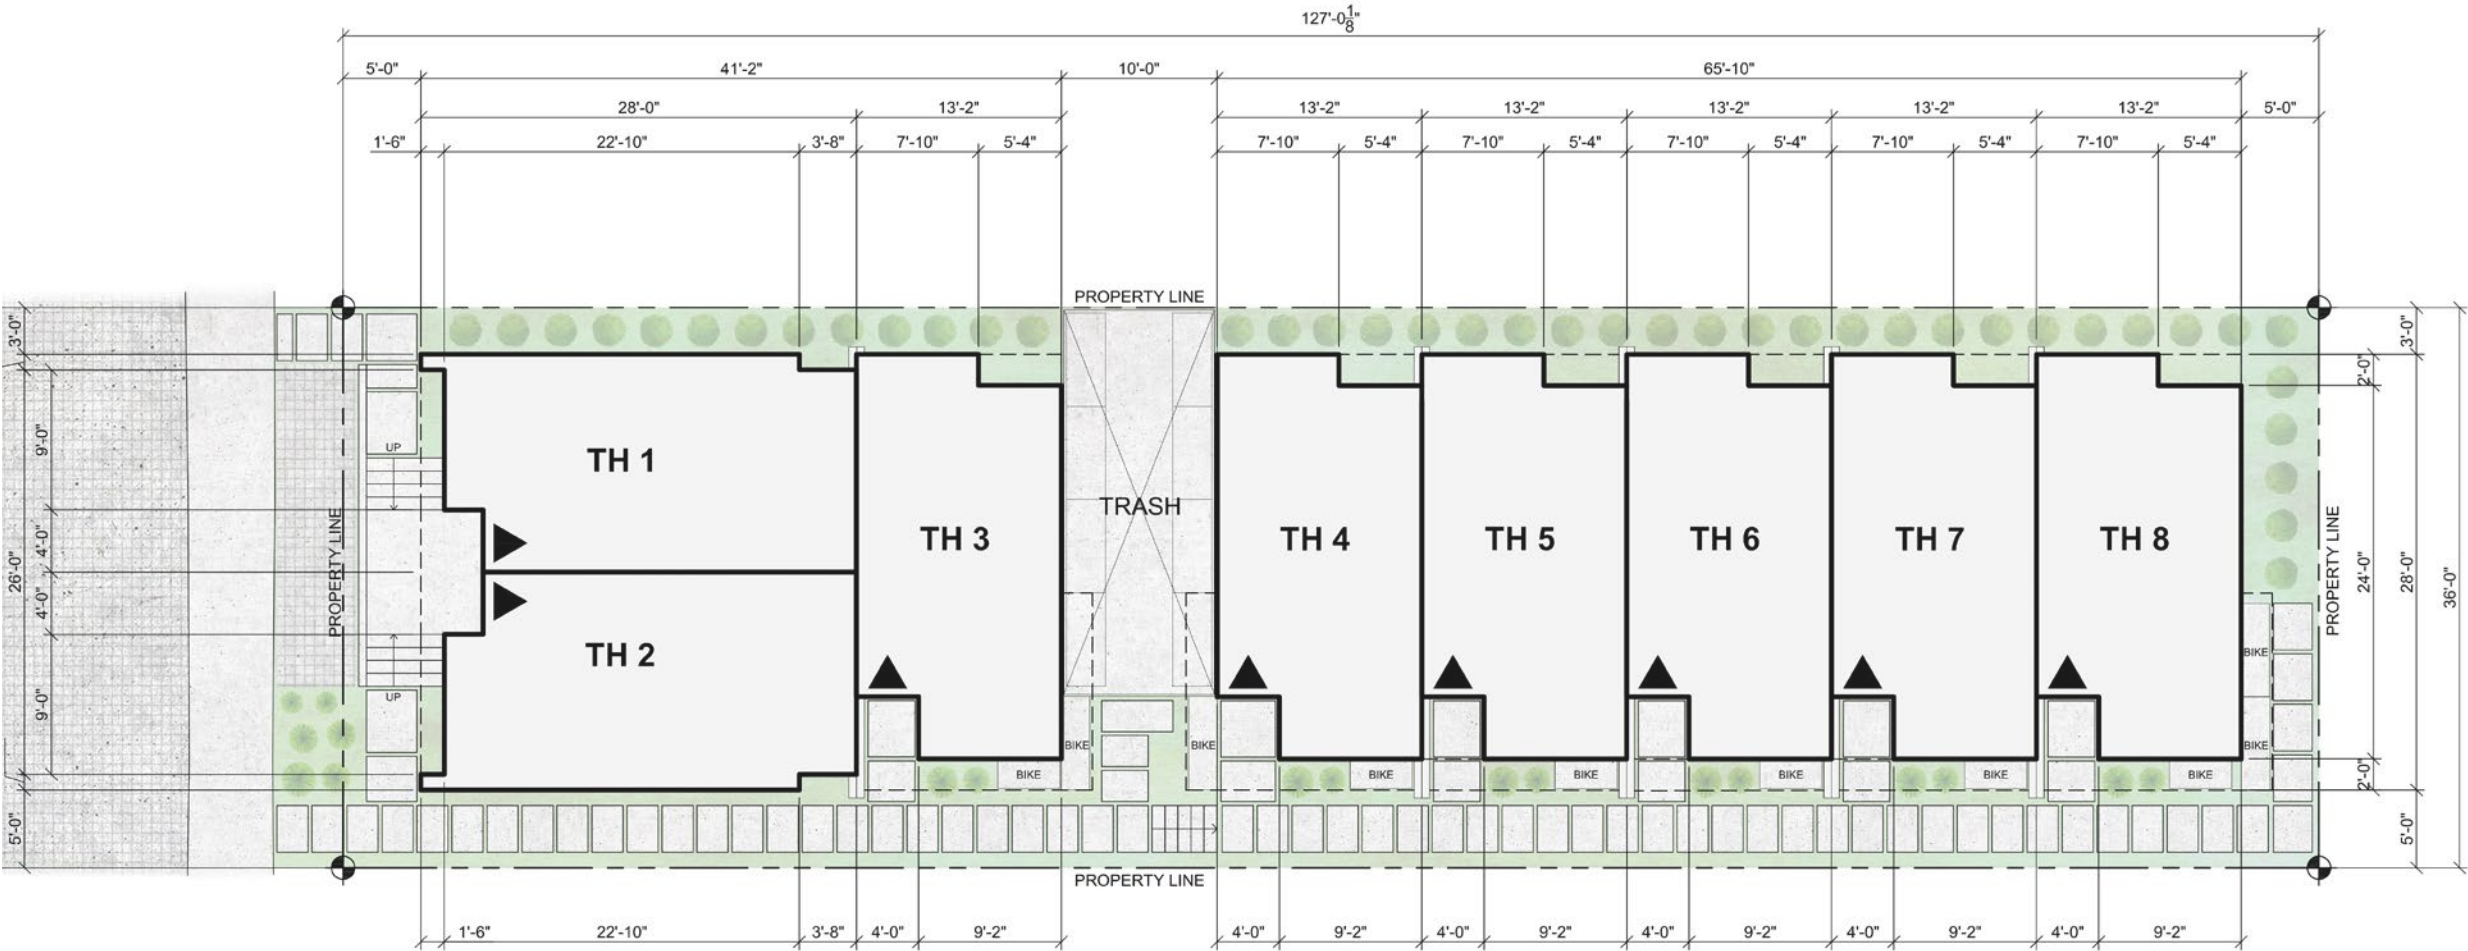 127'-0 1/8"
5'-0" 41'-2" 10'-0" 65'-10"
28'-0" 13'-2" 13'-2" 13'-2" 13'-2" 13'-2" 13'-2" 5'-0"
1'-6" 22'-10" 3'-8" 7'-10" 5'-4" 7'-10" 5'-4" 7'-10" 5'-4" 7'-10" 5'-4" 7'-10" 5'-4" 7'-10" 5'-4"
PROPERTY LINE
3'-0"
9'-0"
26'-0"
4'-0"
4'-0"
9'-0"
5'-0"
UP
UP
PROPERTY LINE
TH 1
TH 2
TH 3
TRASH
TH 4
TH 5
TH 6
TH 7
TH 8
PROPERTY LINE
3'-0"
2'-0"
24'-0"
28'-0"
36'-0"
2'-0"
5'-0"
BIKE
BIKE
BIKE
BIKE
BIKE
BIKE
BIKE
BIKE
BIKE
BIKE
PROPERTY LINE
1'-6" 22'-10" 3'-8" 4'-0" 9'-2" 4'-0" 9'-2" 4'-0" 9'-2" 4'-0" 9'-2" 4'-0" 9'-2" 4'-0" 9'-2"